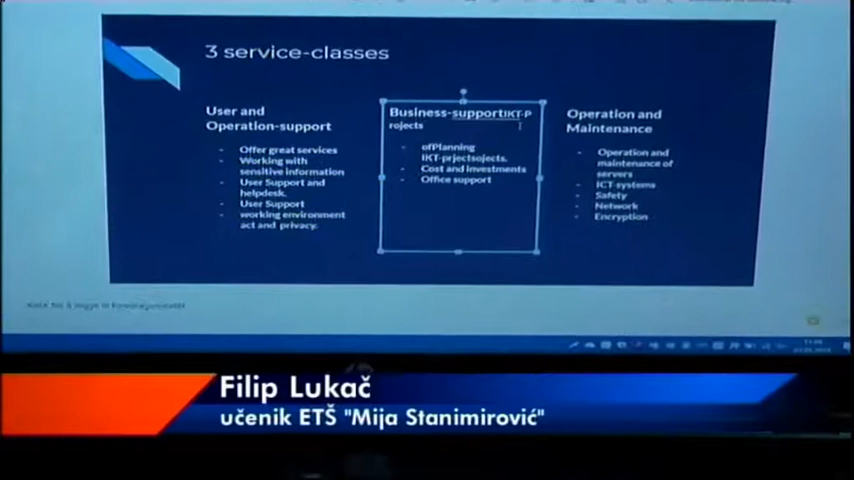 3 service-classes
User and
Operation-support
- Offer great services
- Working with
sensitive information
- User Support and
helpdesk.
- User Support
- working environment
act and privacy.
Business-supportIKT-P
rojects
- ofPlanning
IKT-prjectsojects.
- Cost and investments
- Office support
Operation and
Maintenance
- Operation and
maintenance of
servers
- ICT-systems
- Safety
- Network
- Encryption
Filip Lukač
učenik ETŠ "Mija Stanimirović"